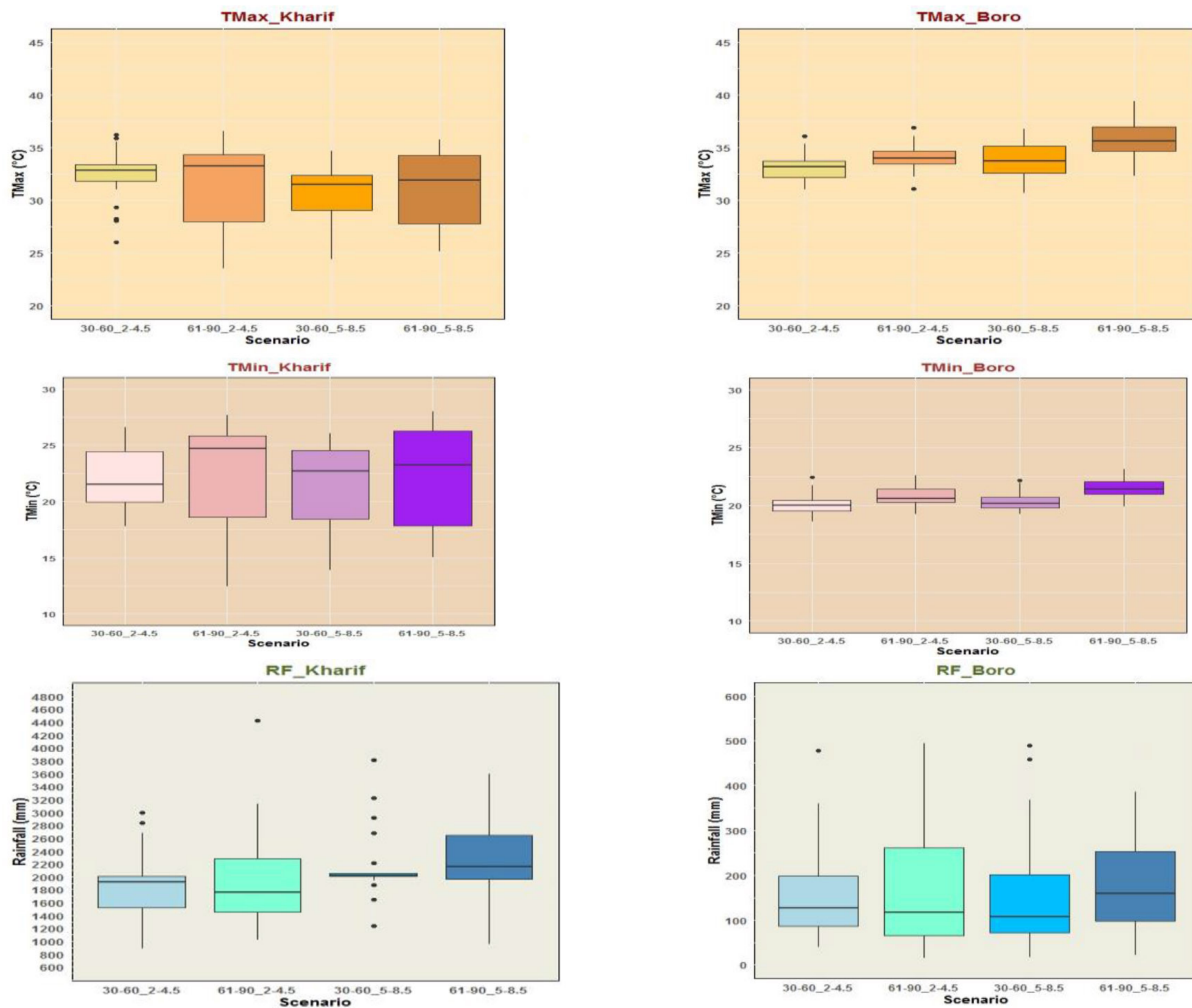 TMax_Kharif
TMax (°C)
45
40
35
30
25
20
30-60_2-4.5 61-90_2-4.5 30-60_5-8.5 61-90_5-8.5
Scenario
TMax_Boro
TMax (°C)
45
40
35
30
25
20
30-60_2-4.5 61-90_2-4.5 30-60_5-8.5 61-90_5-8.5
Scenario
TMin_Kharif
TMin (°C)
30
25
20
15
10
30-60_2-4.5 61-90_2-4.5 30-60_5-8.5 61-90_5-8.5
Scenario
TMin_Boro
TMin (°C)
30
25
20
15
10
30-60_2-4.5 61-90_2-4.5 30-60_5-8.5 61-90_5-8.5
Scenario
RF_Kharif
Rainfall (mm)
4800
4600
4400
4200
4000
3800
3600
3400
3200
3000
2800
2600
2400
2200
2000
1800
1600
1400
1200
1000
800
600
30-60_2-4.5 61-90_2-4.5 30-60_5-8.5 61-90_5-8.5
Scenario
RF_Boro
Rainfall (mm)
600
500
400
300
200
100
0
30-60_2-4.5 61-90_2-4.5 30-60_5-8.5 61-90_5-8.5
Scenario